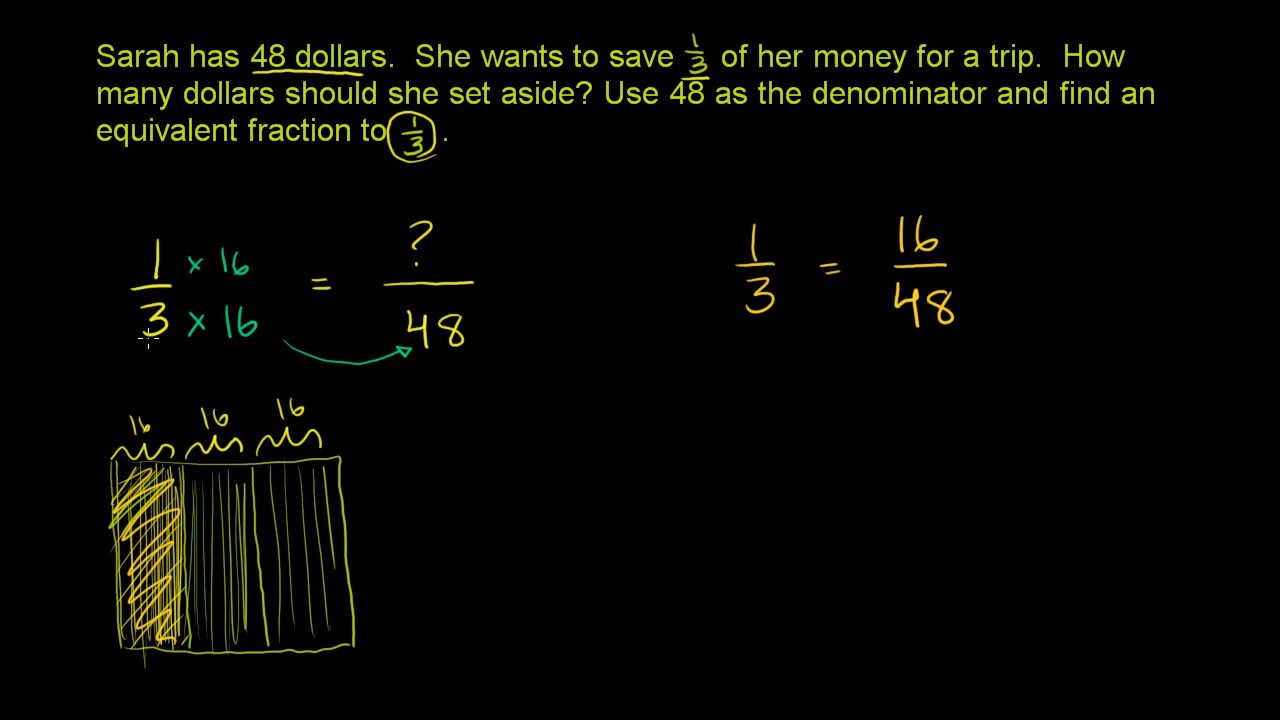 Sarah has 48 dollars. She wants to save 1/3 of her money for a trip. How
many dollars should she set aside? Use 48 as the denominator and find an
equivalent fraction to 1/3 .
1/3 × 16 / × 16 = ?/48
1/3 = 16/48
16 16 16